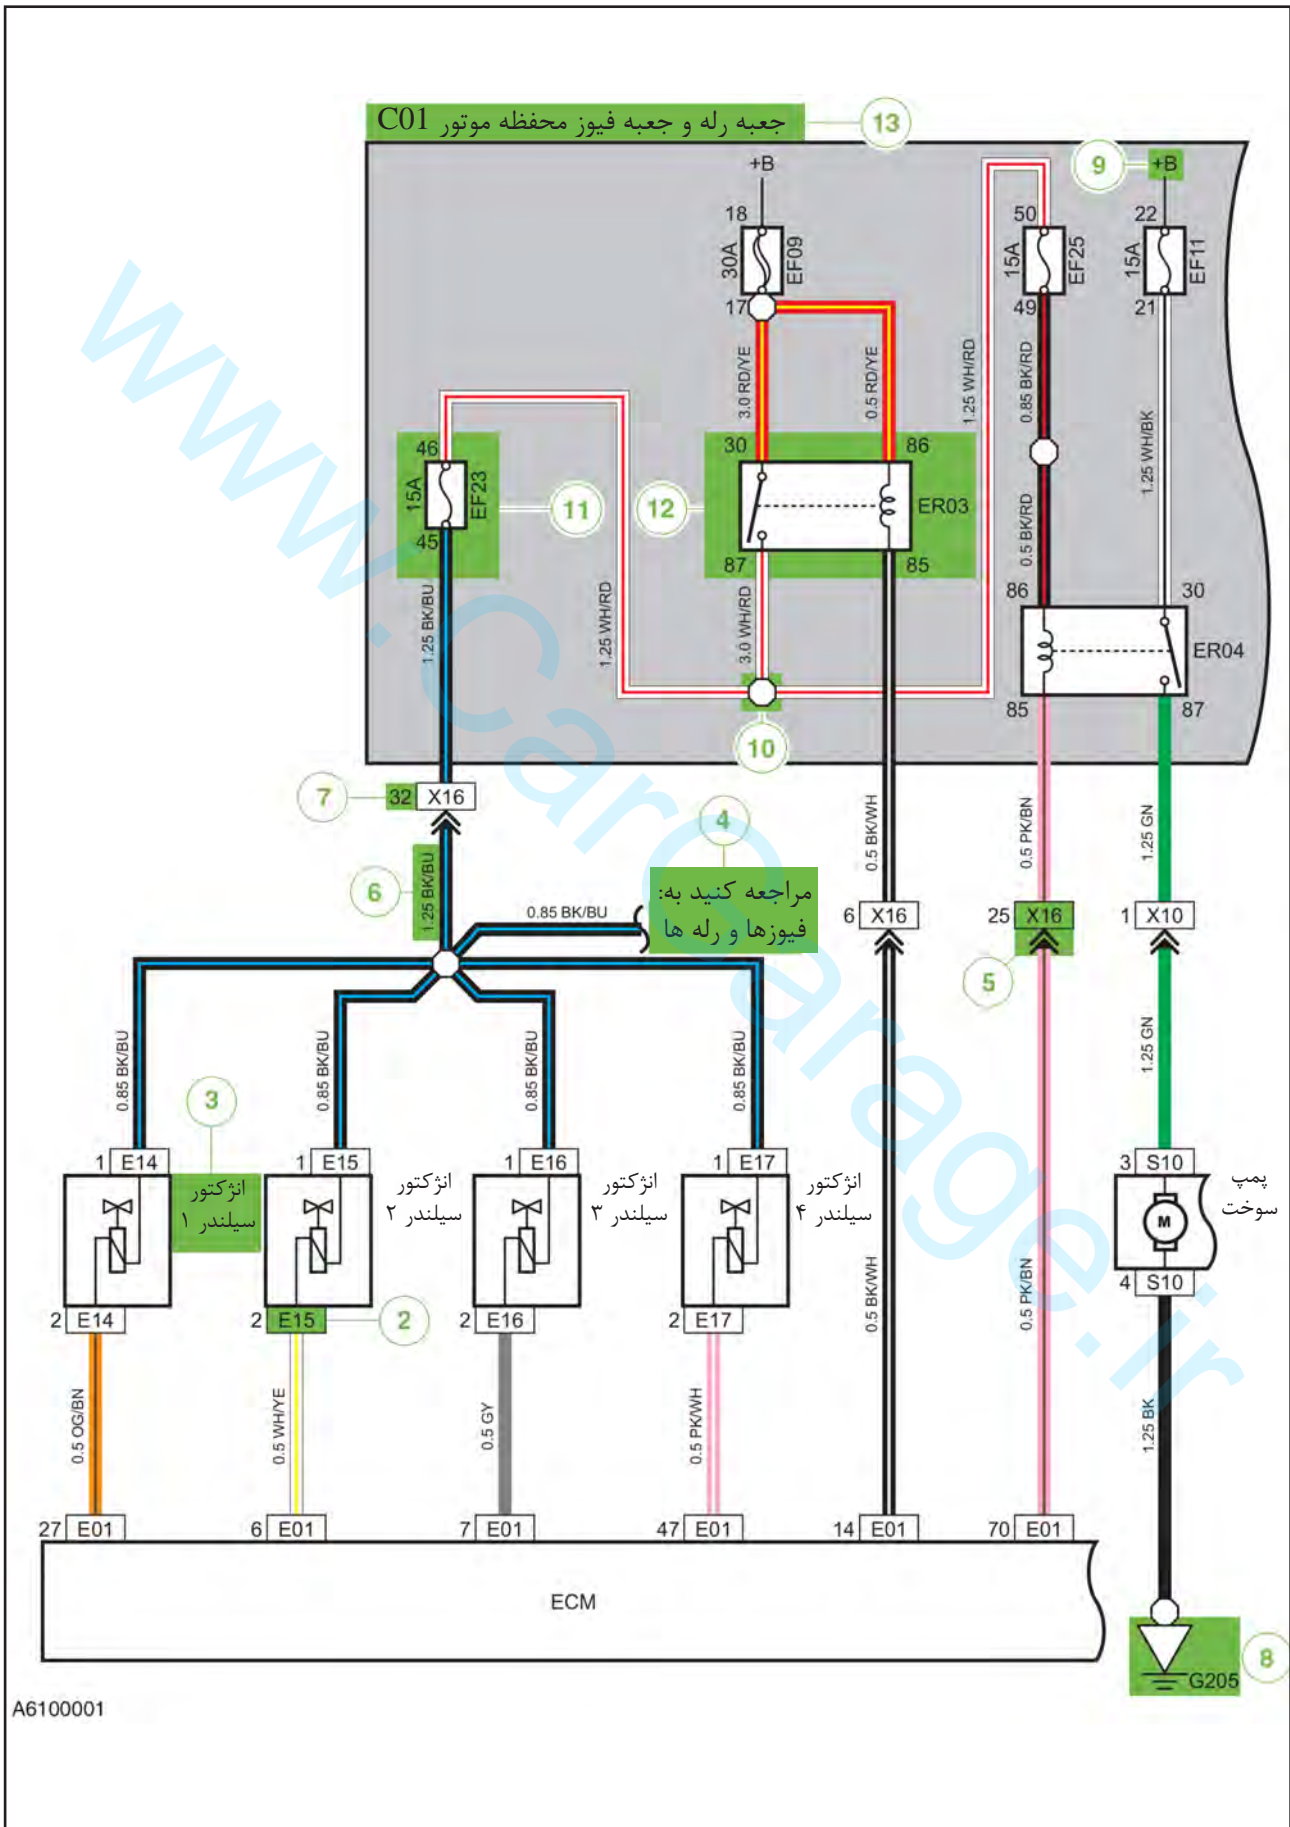 جعبه رله و جعبه فیوز محفظه موتور C01
13
+B
9
+B
18
30A
EF09
17
50
15A
EF25
49
22
15A
EF11
21
3.0 RD/YE
0.5 RD/YE
1.25 WH/RD
0.85 BK/RD
1.25 WH/BK
46
15A
EF23
45
11
12
30
86
ER03
87
85
0.5 BK/RD
86
30
ER04
85
87
1.25 BK/BU
1.25 WH/RD
3.0 WH/RD
10
7
32 X16
4
مراجعه کنید به:
فیوزها و رله ها
6
1.25 BK/BU
0.85 BK/BU
0.5 BK/WH
0.5 PK/BN
1.25 GN
6 X16
25 X16
1 X10
5
0.85 BK/BU
0.85 BK/BU
0.85 BK/BU
0.85 BK/BU
1.25 GN
3
1 E14
1 E15
1 E16
1 E17
3 S10
انژکتور
سیلندر ۱
انژکتور
سیلندر ۲
انژکتور
سیلندر ۳
انژکتور
سیلندر ۴
پمپ
سوخت
M
2 E14
2 E15
2
2 E16
2 E17
4 S10
0.5 OG/BN
0.5 WH/YE
0.5 GY
0.5 PK/WH
0.5 BK/WH
0.5 PK/BN
1.25 BK
27 E01
6 E01
7 E01
47 E01
14 E01
70 E01
ECM
8
G205
A6100001
www.CarGarage.ir